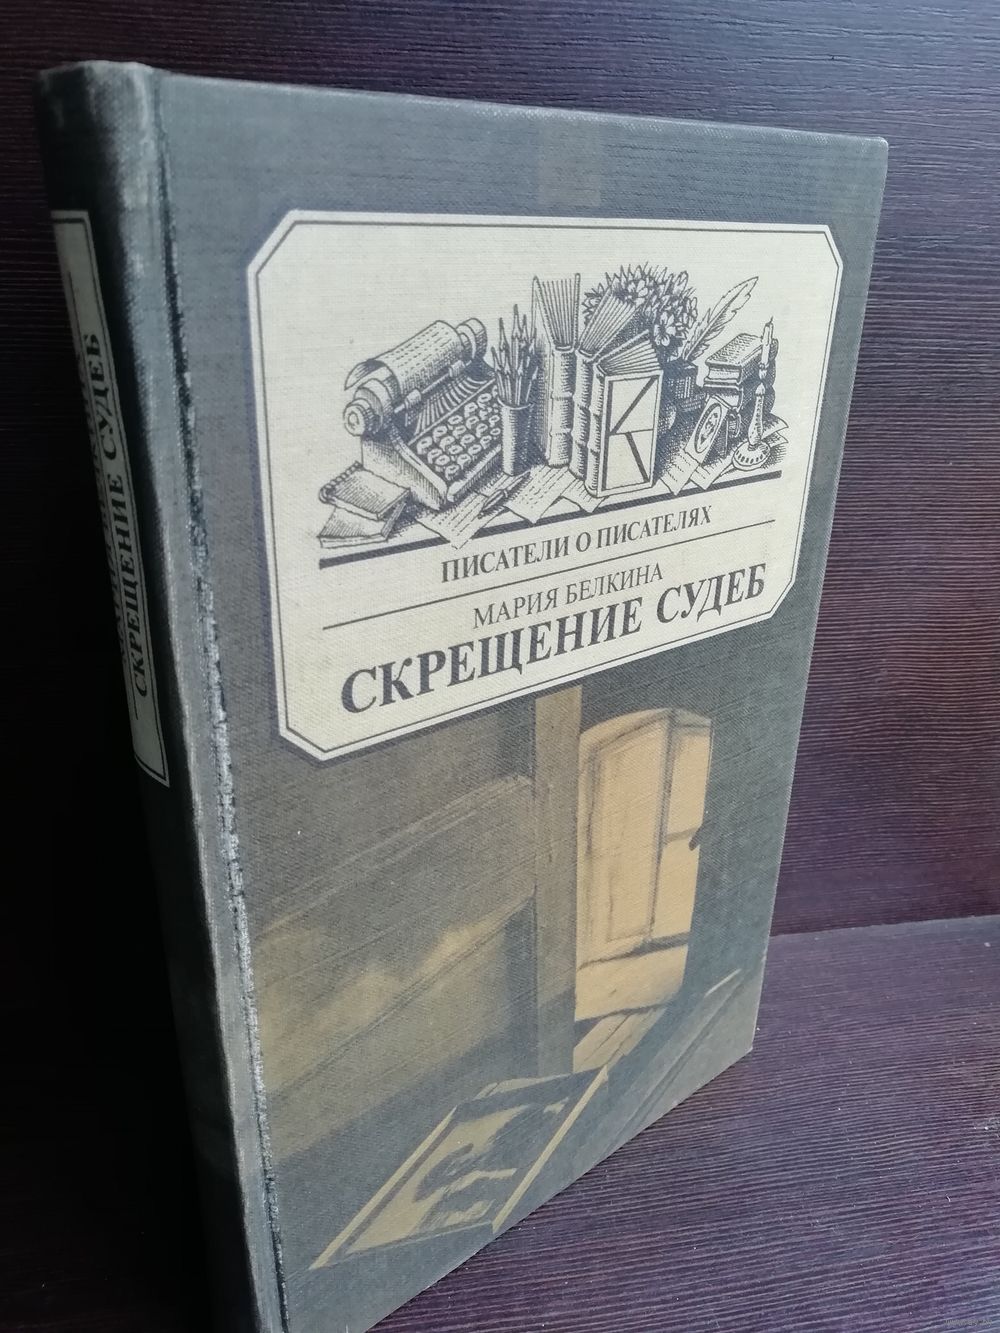 ПИСАТЕЛИ О ПИСАТЕЛЯХ
МАРИЯ БЕЛКИНА
СКРЕЩЕНИЕ СУДЕБ
К
СКРЕЩЕНИЕ СУДЕБ